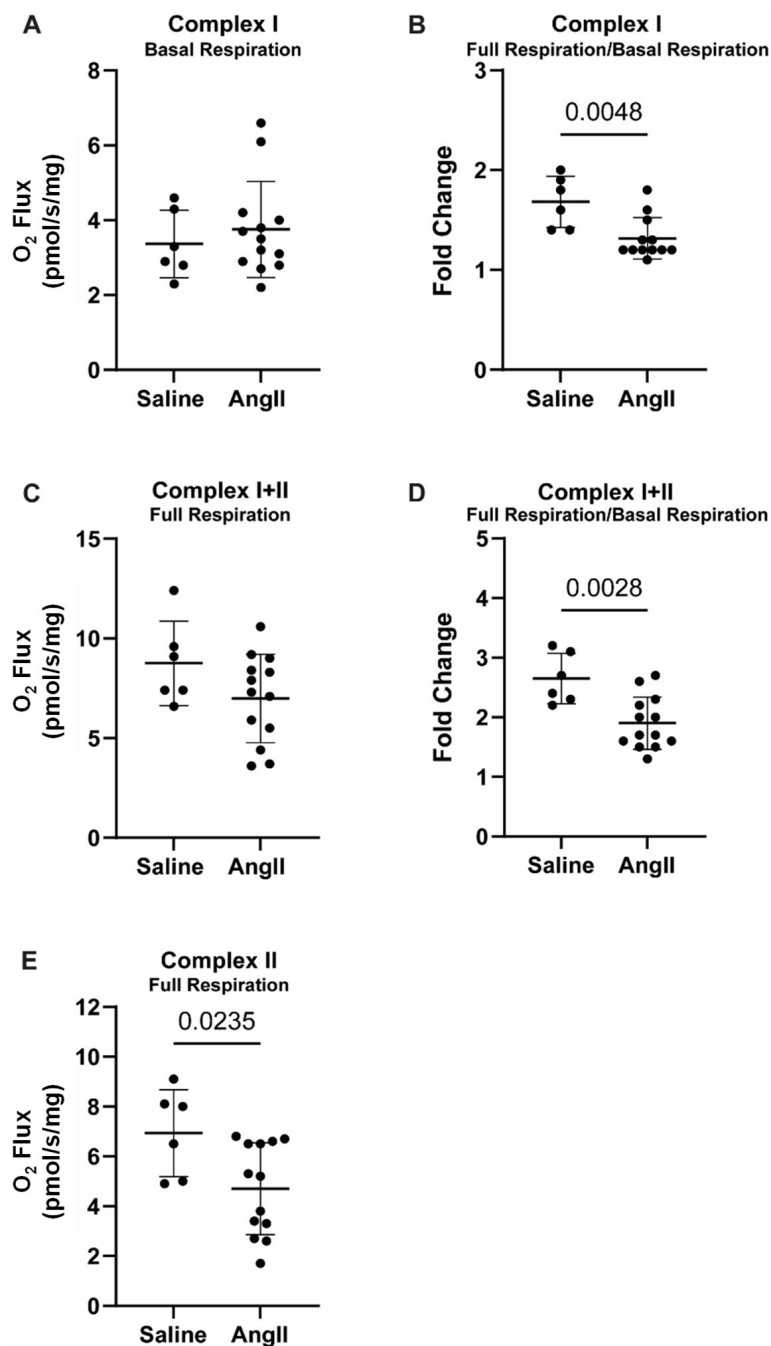 A
Complex I
Basal Respiration
O₂ Flux
(pmol/s/mg)
8
6
4
2
0
Saline
AngII
B
Complex I
Full Respiration/Basal Respiration
0.0048
Fold Change
3
2
1
0
Saline
AngII
C
Complex I+II
Full Respiration
O₂ Flux
(pmol/s/mg)
15
10
5
0
Saline
AngII
D
Complex I+II
Full Respiration/Basal Respiration
0.0028
Fold Change
5
4
3
2
1
0
Saline
AngII
E
Complex II
Full Respiration
0.0235
O₂ Flux
(pmol/s/mg)
12
10
8
6
4
2
0
Saline
AngII